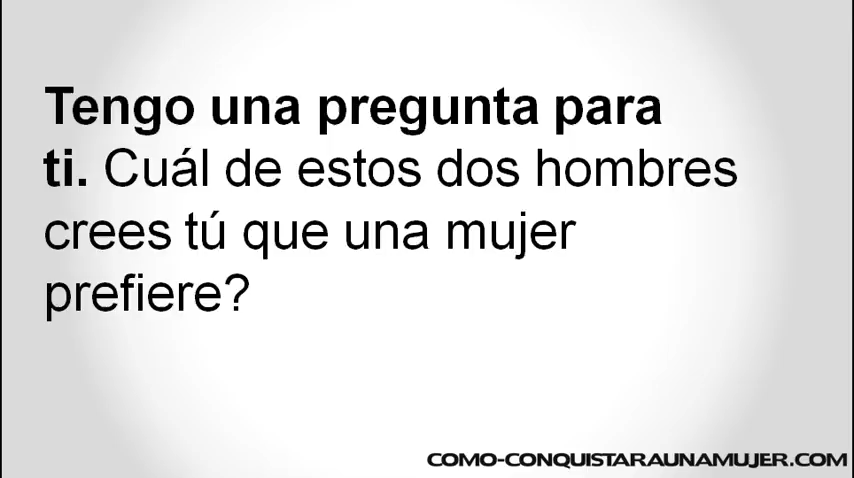 Tengo una pregunta para
ti. Cuál de estos dos hombres
crees tú que una mujer
prefiere?
COMO-CONQUISTARAUNAMUJER.COM